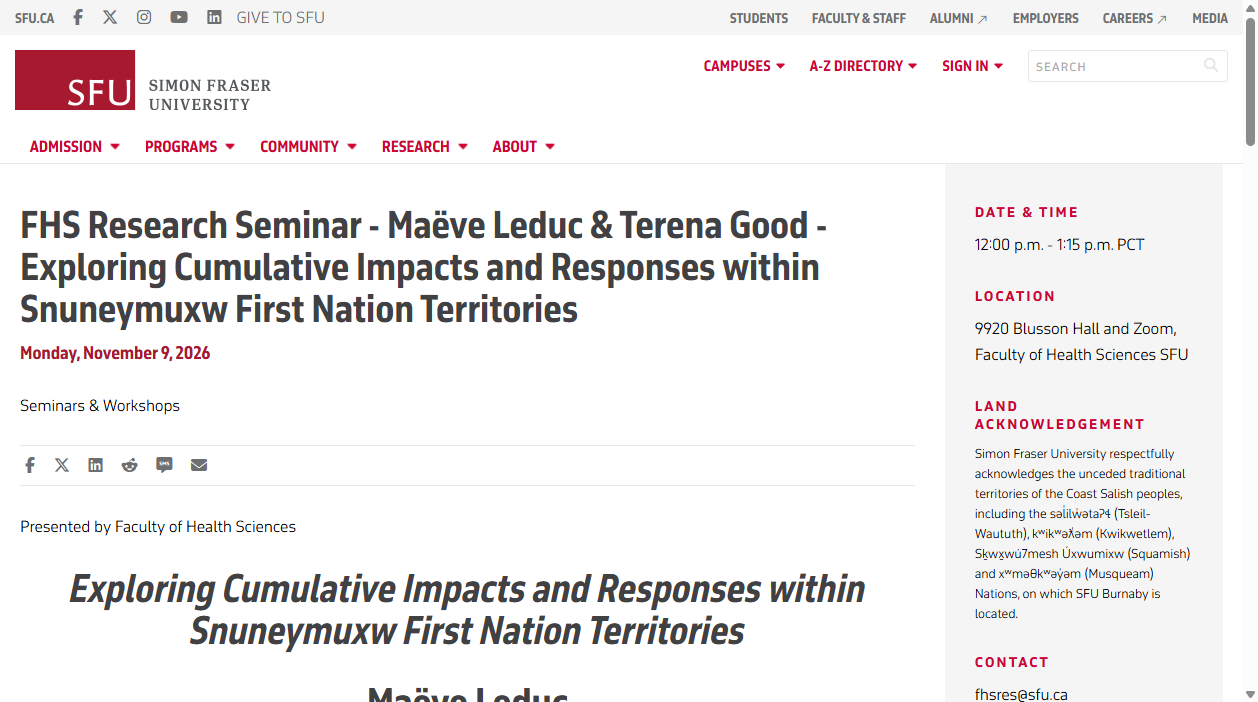 SFU.CA GIVE TO SFU STUDENTS FACULTY & STAFF ALUMNI EMPLOYERS CAREERS MEDIA
SFU SIMON FRASER
UNIVERSITY
CAMPUSES A-Z DIRECTORY SIGN IN SEARCH
ADMISSION PROGRAMS COMMUNITY RESEARCH ABOUT
FHS Research Seminar - Maëve Leduc & Terena Good -
Exploring Cumulative Impacts and Responses within
Snuneymuxw First Nation Territories
Monday, November 9, 2026
Seminars & Workshops
SMS
Presented by Faculty of Health Sciences
Exploring Cumulative Impacts and Responses within
Snuneymuxw First Nation Territories
Maëve Leduc
DATE & TIME
12:00 p.m. - 1:15 p.m. PCT
LOCATION
9920 Blusson Hall and Zoom,
Faculty of Health Sciences SFU
LAND
ACKNOWLEDGEMENT
Simon Fraser University respectfully
acknowledges the unceded traditional
territories of the Coast Salish peoples,
including the səl̓ilw̓ətaʔɬ (Tsleil-
Waututh), kʷikʷəƛ̓əm (Kwikwetlem),
Sḵwx̱wú7mesh Úxwumixw (Squamish)
and xʷməθkʷəy̓əm (Musqueam)
Nations, on which SFU Burnaby is
located.
CONTACT
fhsres@sfu.ca